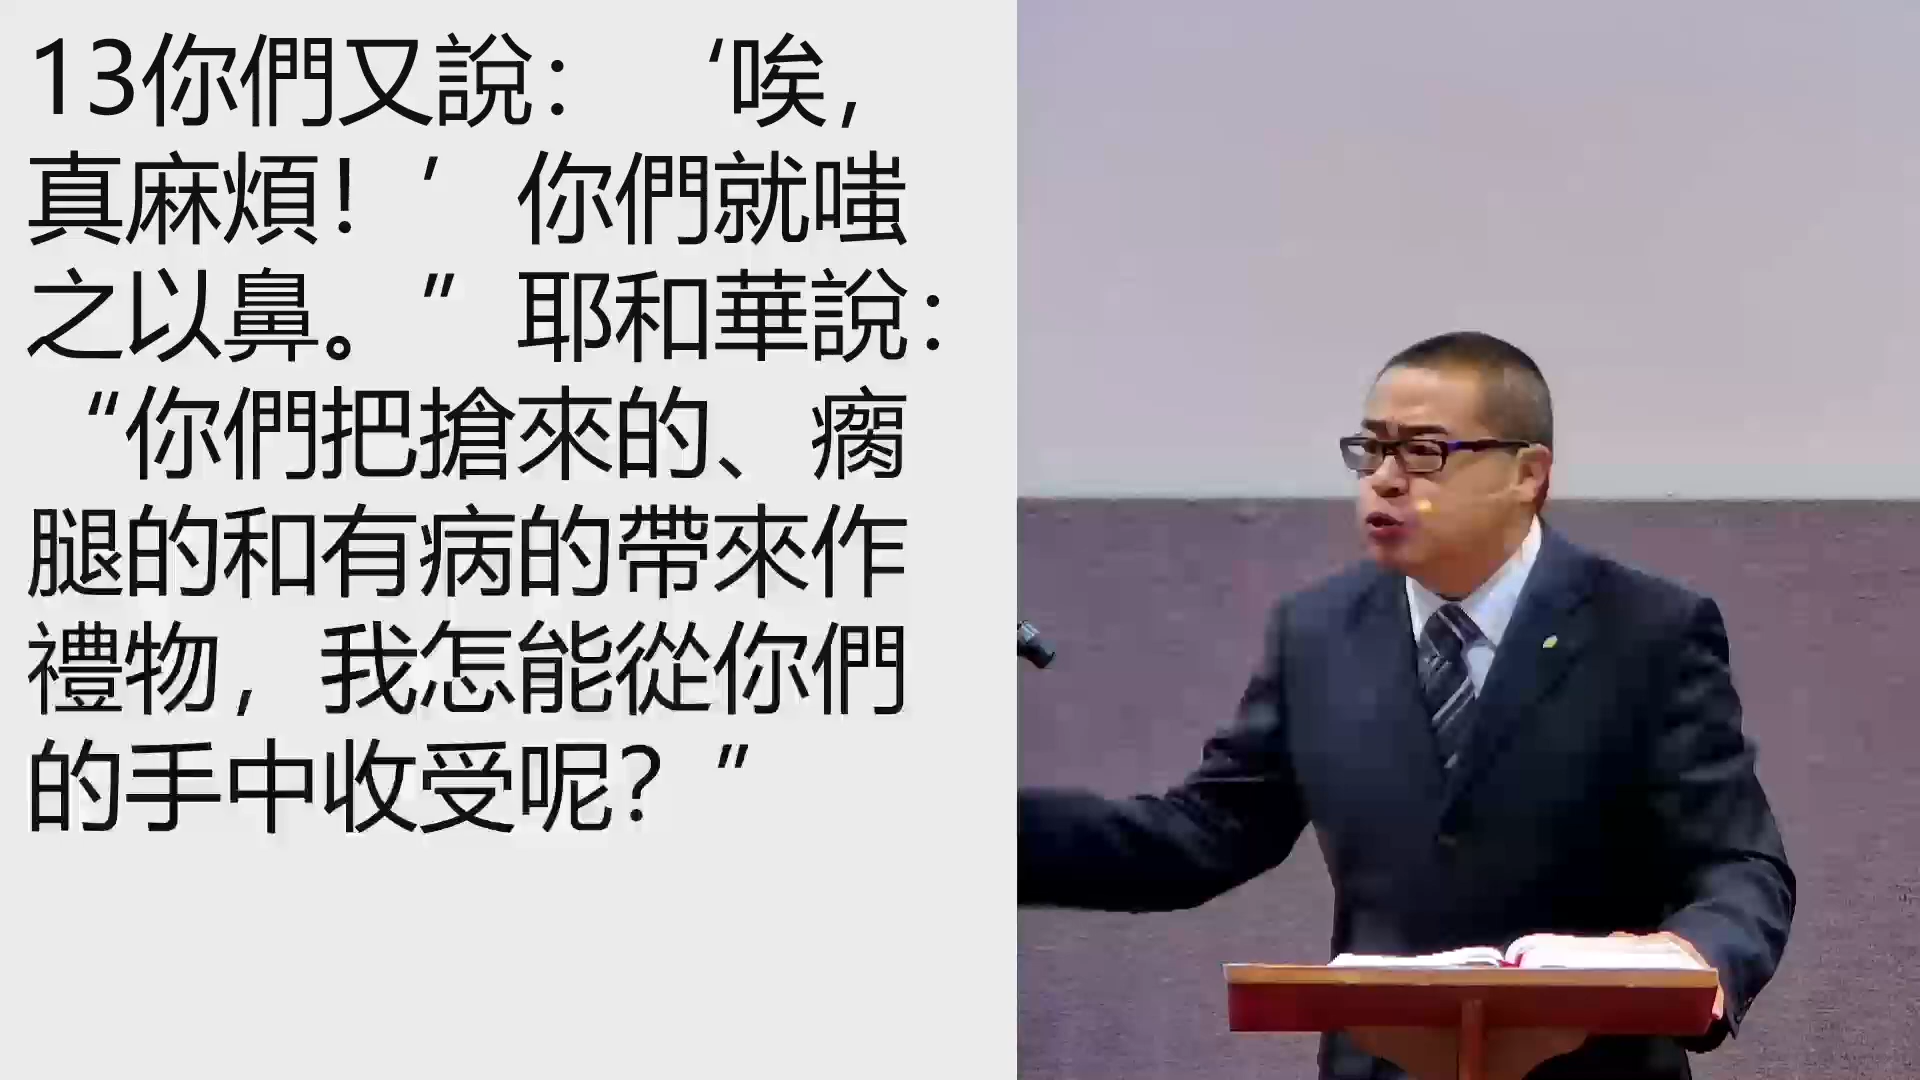 13你們又說：‘唉，
真麻煩！’你們就嗤
之以鼻。”耶和華說：
“你們把搶來的、瘸
腿的和有病的帶來作
禮物，我怎能從你們
的手中收受呢？”